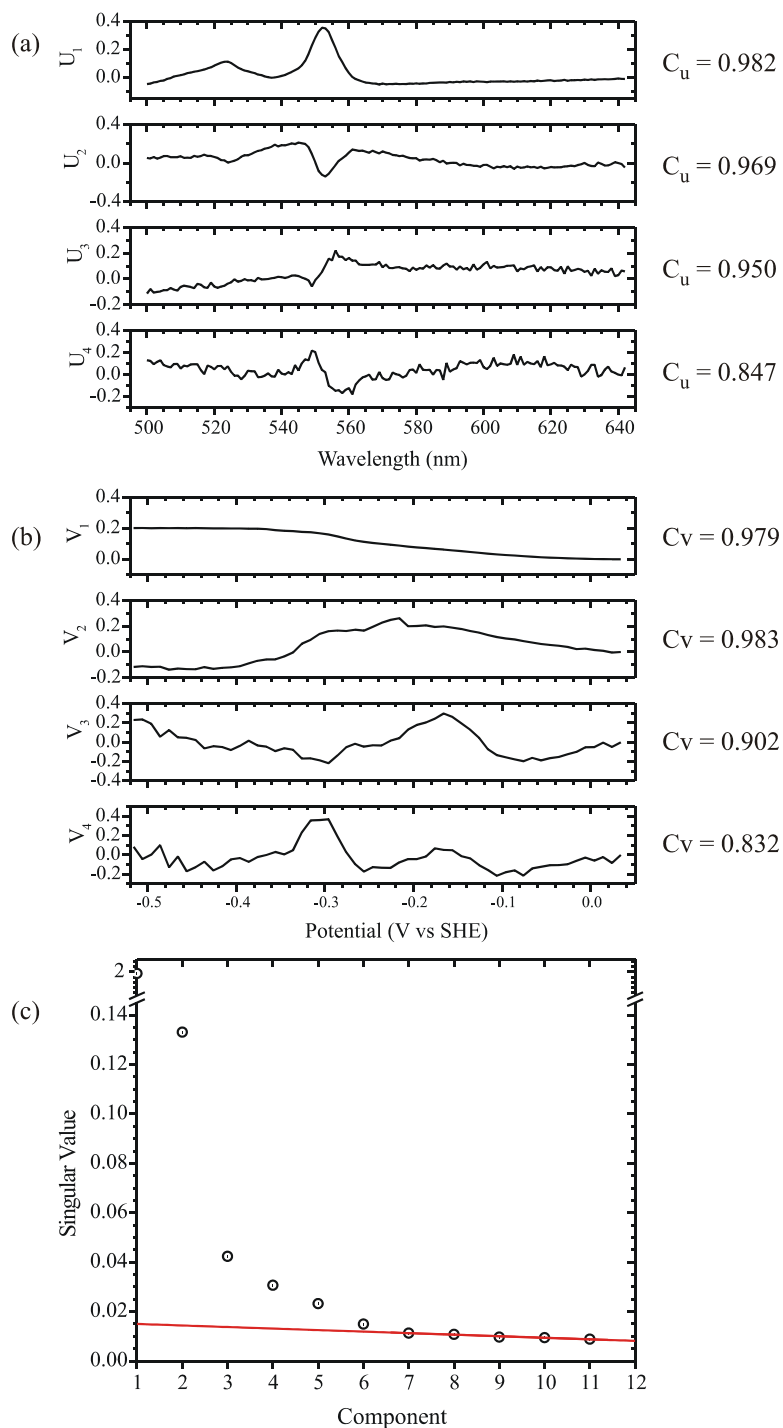 (a)
U1
0.4
0.2
0.0
Cu = 0.982
U2
0.4
0.0
-0.4
Cu = 0.969
U3
0.4
0.2
0.0
-0.2
Cu = 0.950
U4
0.4
0.2
0.0
-0.2
Cu = 0.847
500 520 540 560 580 600 620 640
Wavelength (nm)
(b)
V1
0.4
0.2
0.0
Cv = 0.979
V2
0.4
0.2
0.0
-0.2
Cv = 0.983
V3
0.4
0.2
0.0
-0.2
-0.4
Cv = 0.902
V4
0.4
0.2
0.0
-0.2
Cv = 0.832
-0.5 -0.4 -0.3 -0.2 -0.1 0.0
Potential (V vs SHE)
(c)
Singular Value
2
0.14
0.12
0.10
0.08
0.06
0.04
0.02
0.00
1 2 3 4 5 6 7 8 9 10 11 12
Component